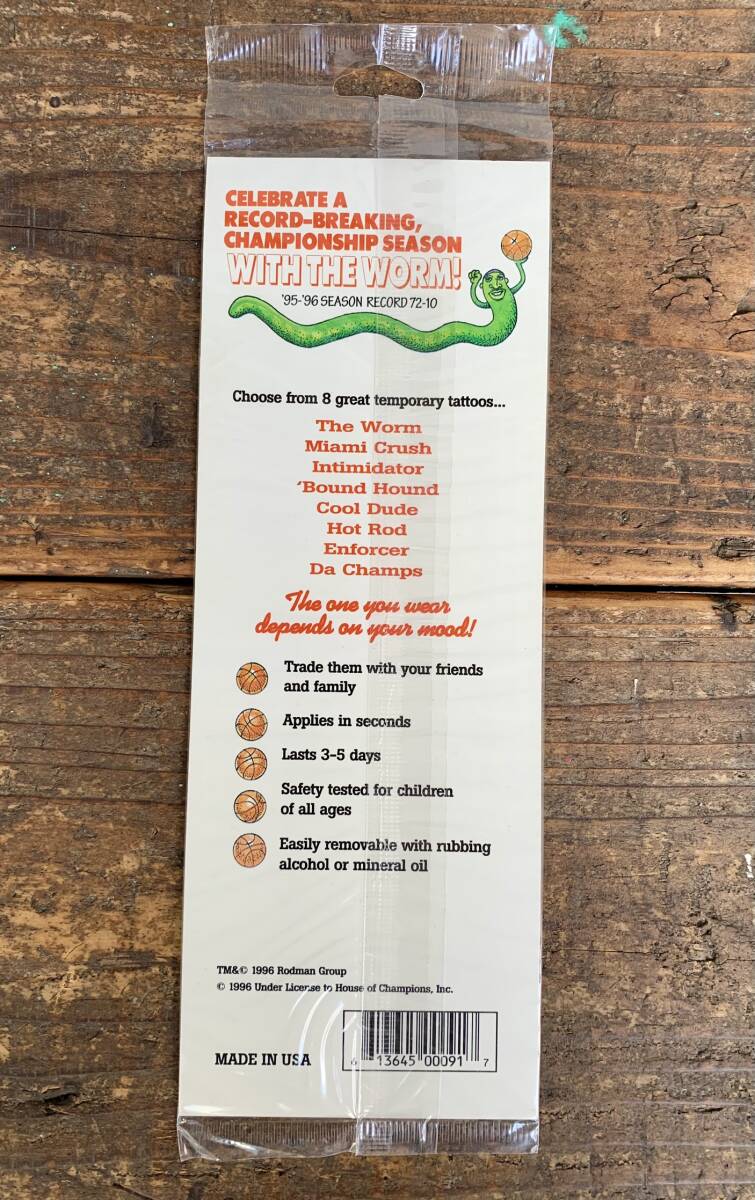 CELEBRATE A
RECORD-BREAKING,
CHAMPIONSHIP SEASON
WITH THE WORM!
'95-'96 SEASON RECORD 72-10
Choose from 8 great temporary tattoos...
The Worm
Miami Crush
Intimidator
'Bound Hound
Cool Dude
Hot Rod
Enforcer
Da Champs
The one you wear
depends on your mood!
Trade them with your friends
and family
Applies in seconds
Lasts 3-5 days
Safety tested for children
of all ages
Easily removable with rubbing
alcohol or mineral oil
TM&© 1996 Rodman Group
© 1996 Under License to House of Champions, Inc.
MADE IN USA
6 13645 00091 7